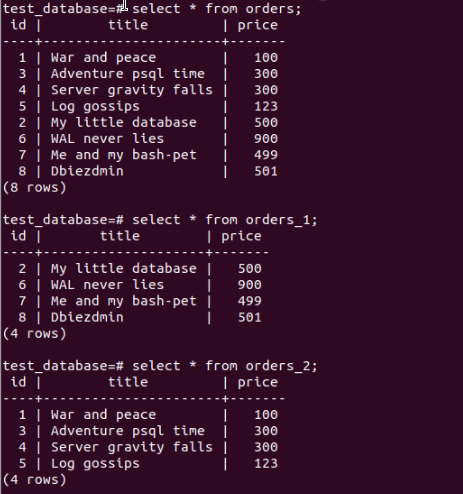 test_database=# select * from orders;
 id |        title         | price
----+----------------------+-------
  1 | War and peace        |   100
  3 | Adventure psql time  |   300
  4 | Server gravity falls |   300
  5 | Log gossips          |   123
  2 | My little database   |   500
  6 | WAL never lies       |   900
  7 | Me and my bash-pet   |   499
  8 | Dbiezdmin            |   501
(8 rows)

test_database=# select * from orders_1;
 id |       title        | price
----+--------------------+-------
  2 | My little database |   500
  6 | WAL never lies     |   900
  7 | Me and my bash-pet |   499
  8 | Dbiezdmin          |   501
(4 rows)

test_database=# select * from orders_2;
 id |        title         | price
----+----------------------+-------
  1 | War and peace        |   100
  3 | Adventure psql time  |   300
  4 | Server gravity falls |   300
  5 | Log gossips          |   123
(4 rows)